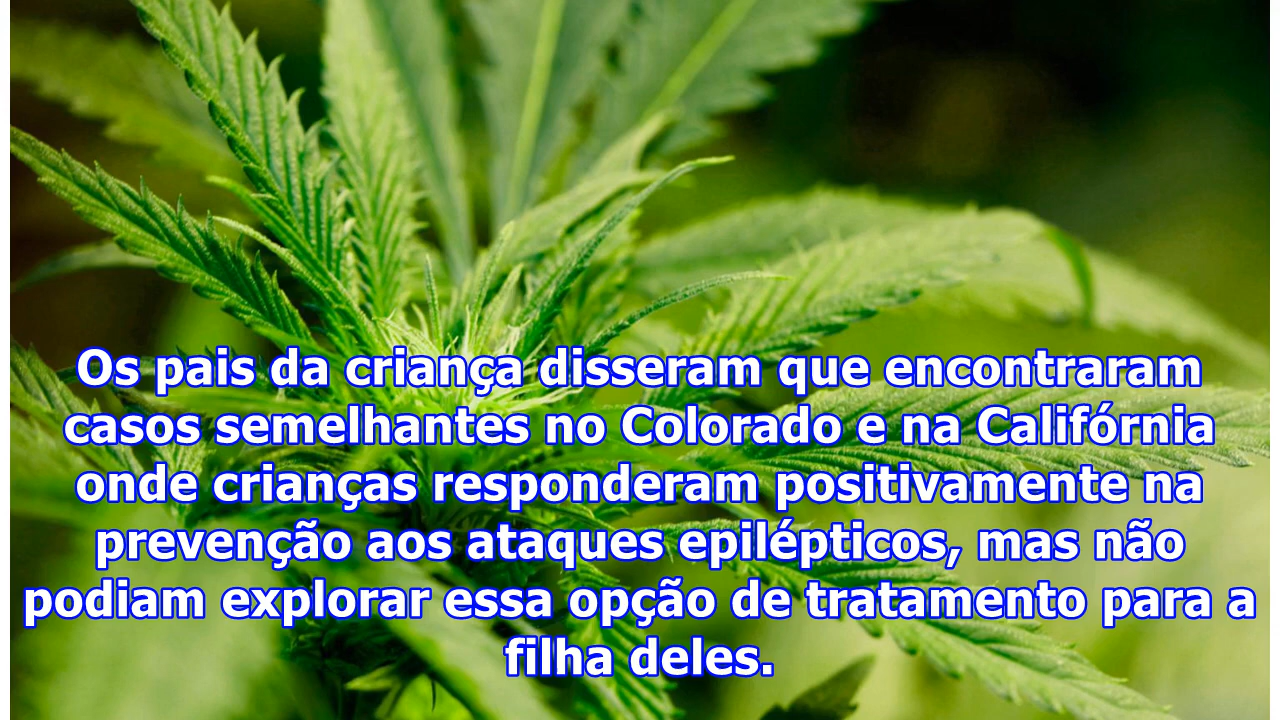 Os pais da criança disseram que encontraram
casos semelhantes no Colorado e na Califórnia
onde crianças responderam positivamente na
prevenção aos ataques epilépticos, mas não
podiam explorar essa opção de tratamento para a
filha deles.